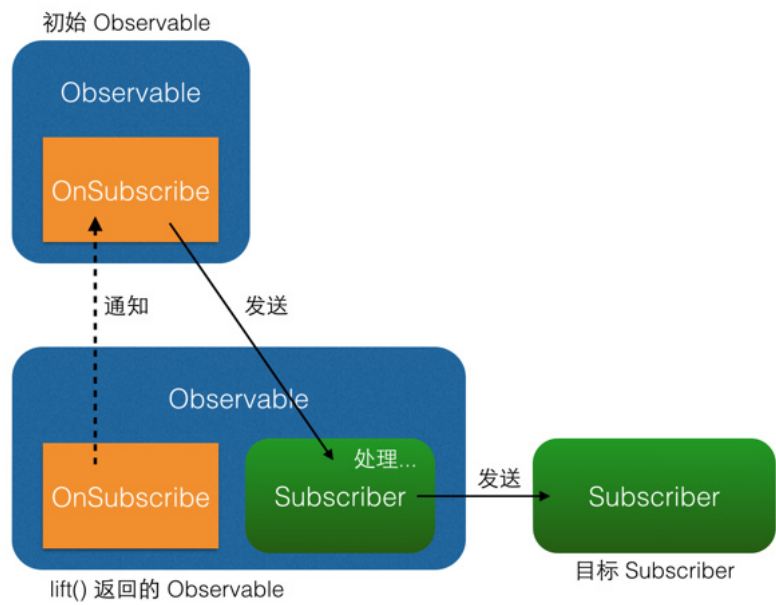 初始 Observable
Observable
OnSubscribe
通知
发送
Observable
处理...
OnSubscribe
Subscriber
发送
Subscriber
目标 Subscriber
lift() 返回的 Observable